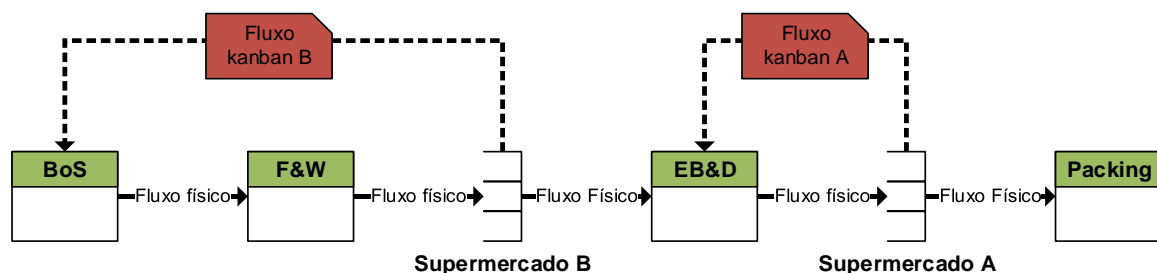 Fluxo
kanban B
Fluxo
kanban A
BoS
F&W
EB&D
Packing
Fluxo físico
Fluxo físico
Fluxo Físico
Fluxo físico
Fluxo Físico
Supermercado B
Supermercado A